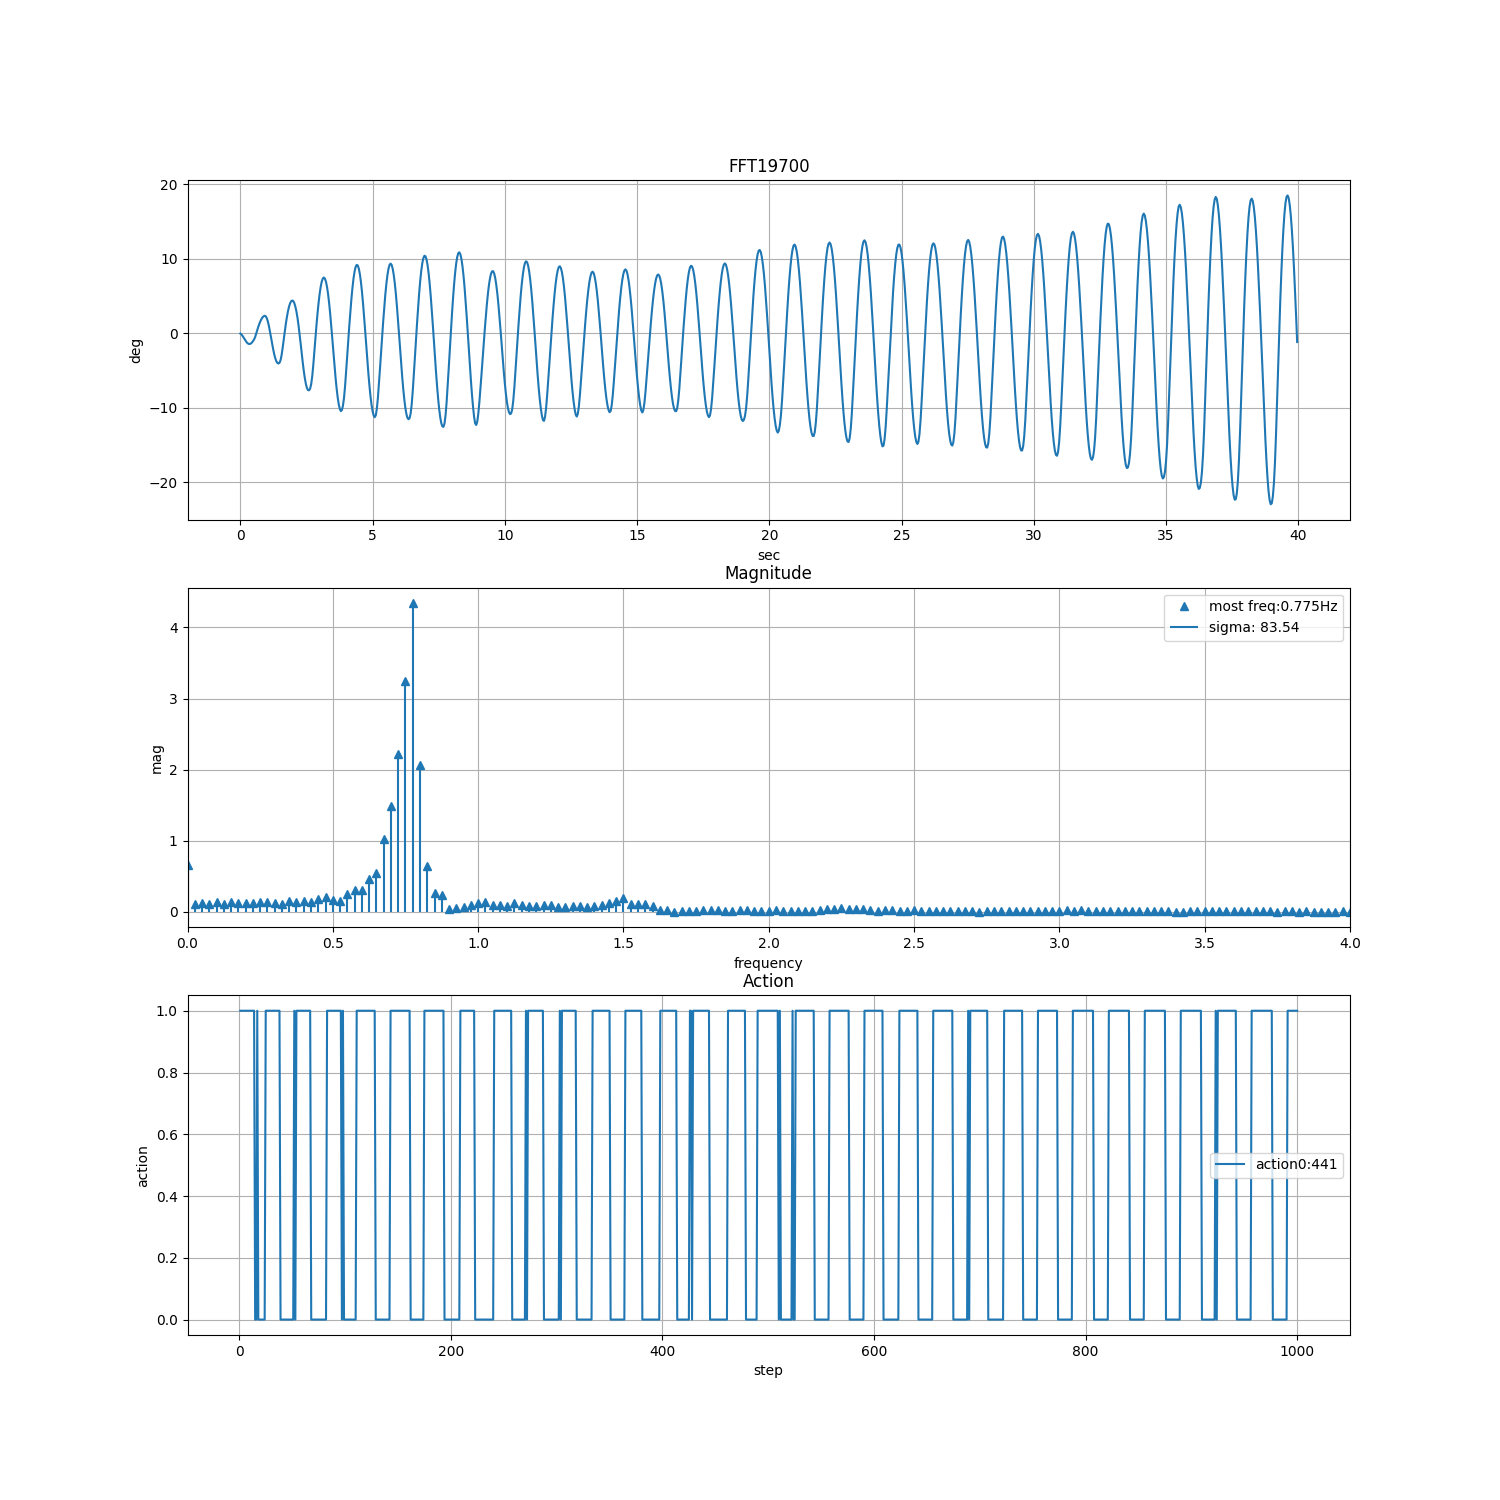 FFT19700
20
10
0
−10
−20
deg
0 5 10 15 20 25 30 35 40
sec
Magnitude
most freq:0.775Hz
sigma: 83.54
4
3
2
1
0
mag
0.0 0.5 1.0 1.5 2.0 2.5 3.0 3.5 4.0
frequency
Action
1.0
0.8
0.6
0.4
0.2
0.0
action
action0:441
0 200 400 600 800 1000
step